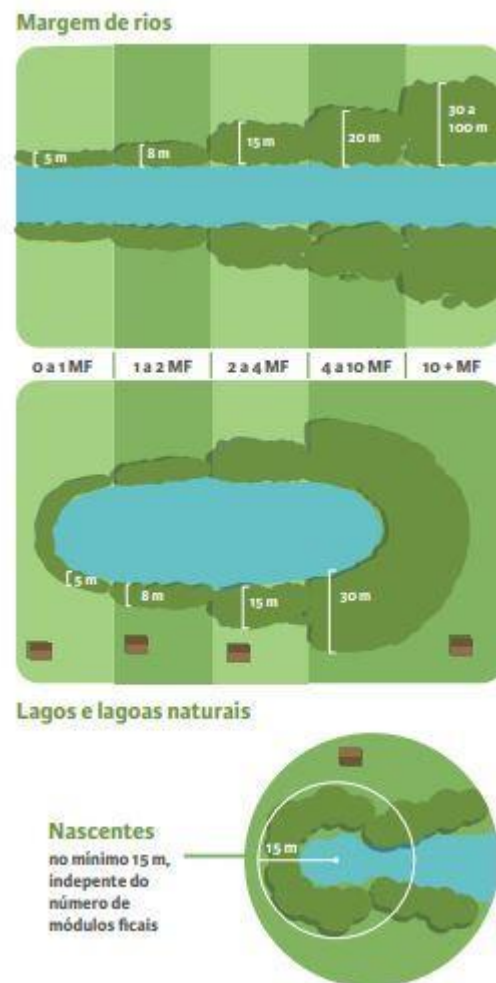 Margem de rios
5 m
8 m
15 m
20 m
30 a
100 m
0 a 1 MF
1 a 2 MF
2 a 4 MF
4 a 10 MF
10 + MF
5 m
8 m
15 m
30 m
Lagos e lagoas naturais
Nascentes
no mínimo 15 m,
indepente do
número de
módulos ficais
15 m